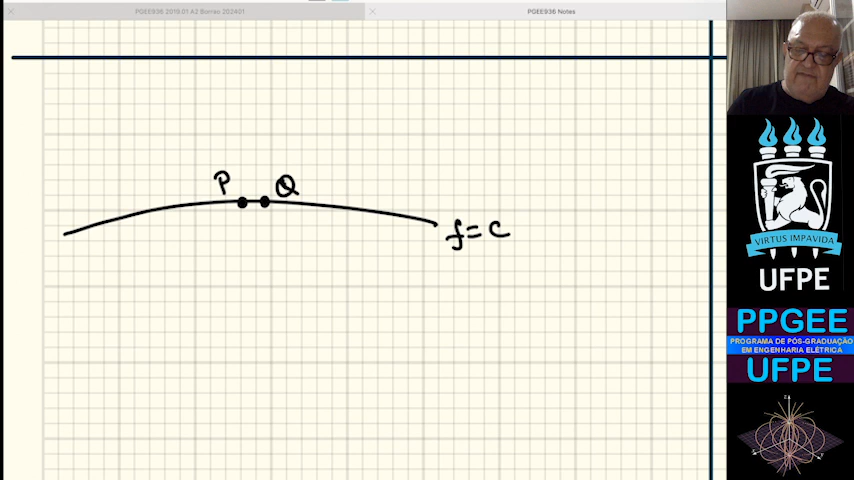 PGEE936 2019.01 A2 Borrao 202401
PGEE936 Notes
P Q
f = C
VIRTUS IMPAVIDA
UFPE
PPGEE
PROGRAMA DE PÓS-GRADUAÇÃO
EM ENGENHARIA ELÉTRICA
UFPE